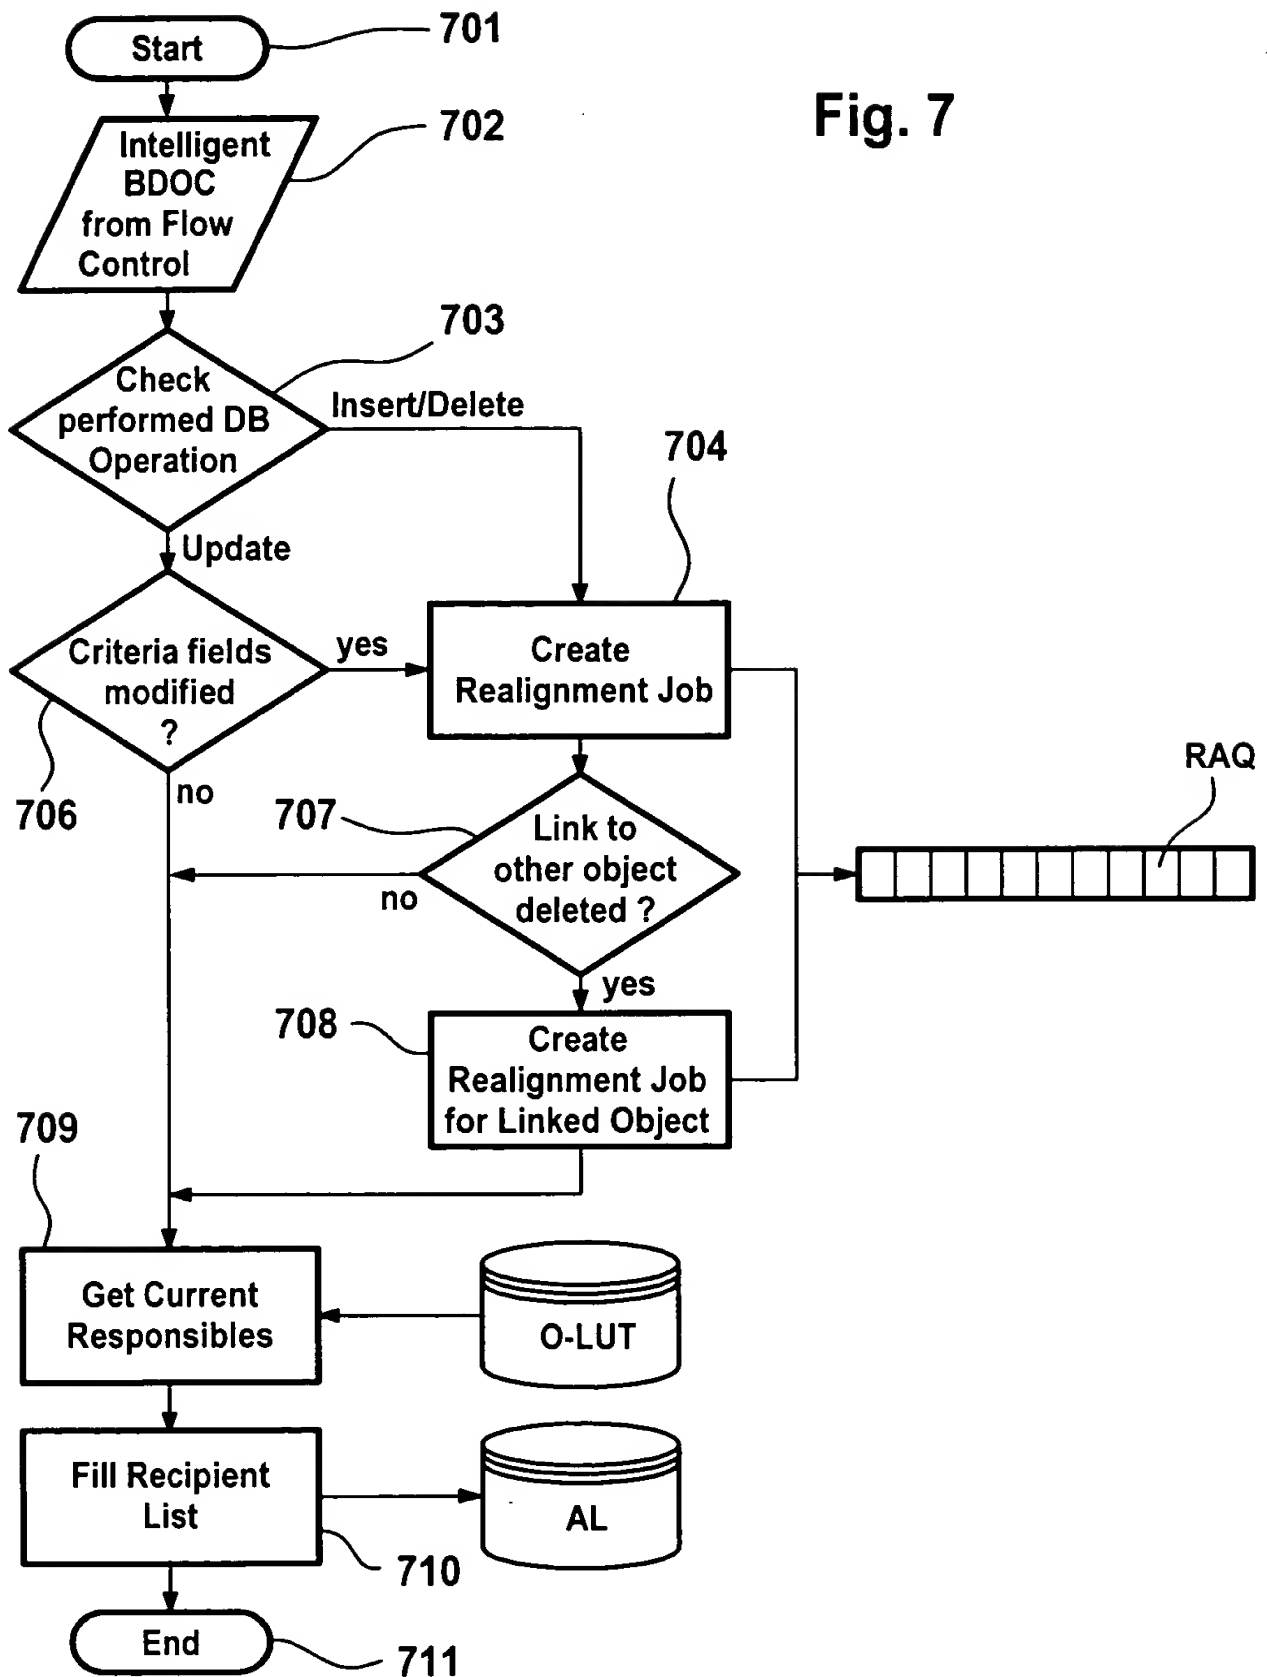 701
Start
Fig. 7
702
Intelligent
BDOC
from Flow
Control
703
Check
performed DB
Operation
Insert/Delete
704
Update
Criteria fields
modified
?
yes
Create
Realignment Job
706
no
RAQ
707
Link to
other object
deleted ?
no
yes
708
Create
Realignment Job
for Linked Object
709
Get Current
Responsibles
O-LUT
Fill Recipient
List
AL
710
End
711